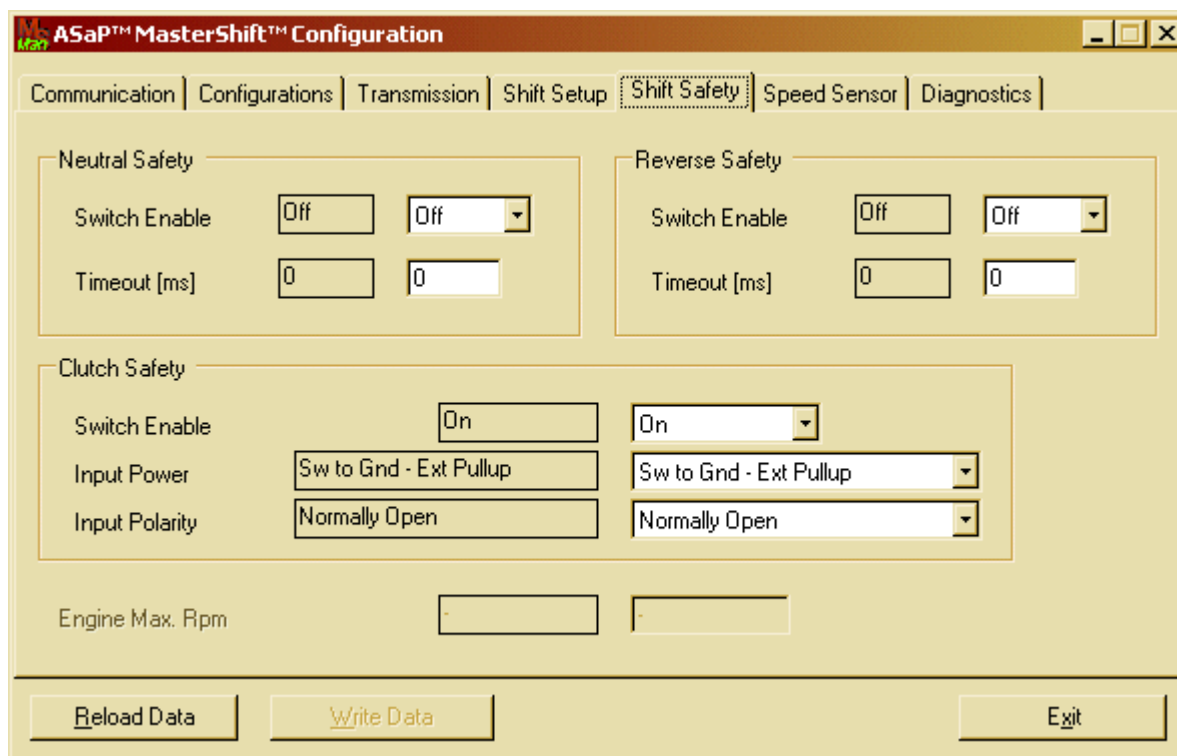 Ms
Man
ASaP™ MasterShift™ Configuration
Communication Configurations Transmission Shift Setup Shift Safety Speed Sensor Diagnostics
Neutral Safety
Switch Enable Off Off
Timeout [ms] 0 0
Reverse Safety
Switch Enable Off Off
Timeout [ms] 0 0
Clutch Safety
Switch Enable On On
Input Power Sw to Gnd - Ext Pullup Sw to Gnd - Ext Pullup
Input Polarity Normally Open Normally Open
Engine Max. Rpm - -
Reload Data Write Data Exit